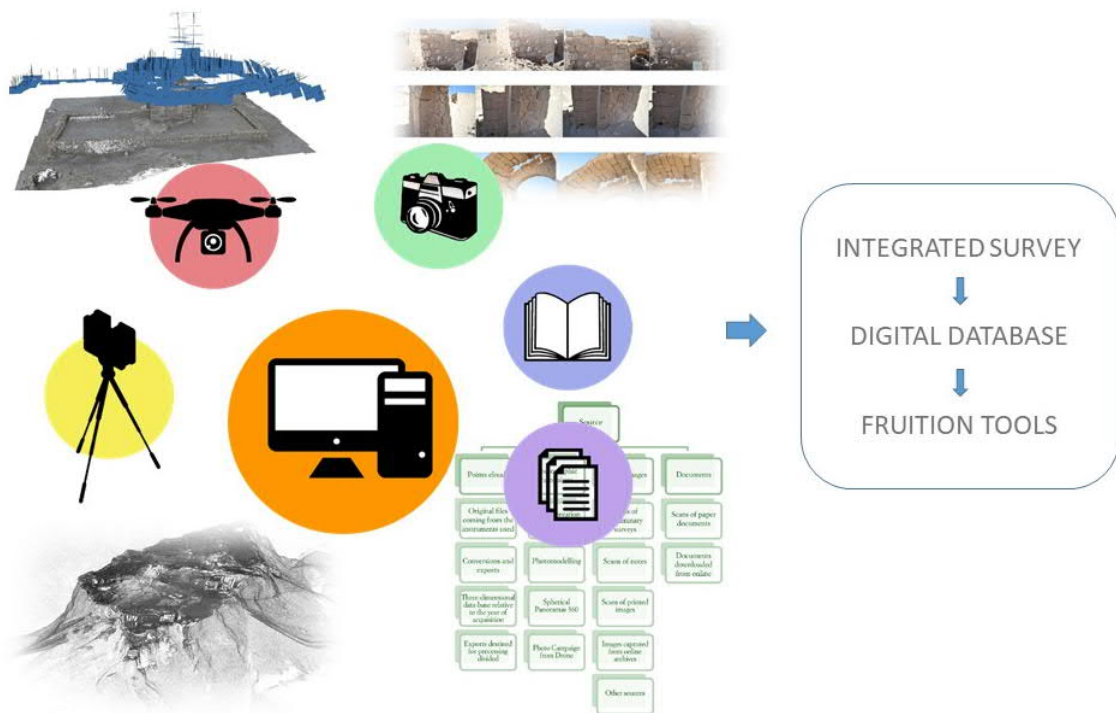 INTEGRATED SURVEY
DIGITAL DATABASE
FRUITION TOOLS
Source
Points
Documents
Original files
coming from the
instruments used
surveys
Scans of paper
documents
Conversions and
exports
Photomodelling
Scans of notes
Documents
downloaded
from online
Three-dimensional
data base relative
to the year of
acquisition
Spherical
Panoramas 360
Scans of printed
images
Exports destined
for processing
divided
Photo Campaign
from Drone
Images captured
from online
archives
Other sources